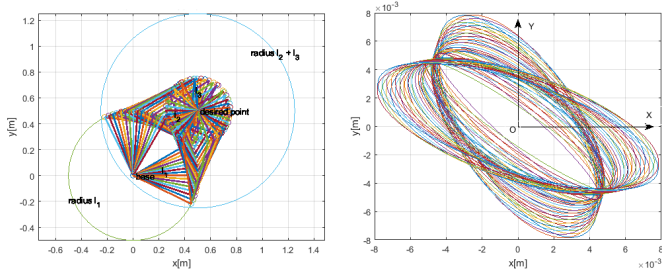 1.2
1
0.8
0.6
0.4
0.2
0
-0.2
-0.4
y[m]
-0.6 -0.4 -0.2 0 0.2 0.4 0.6 0.8 1 1.2 1.4
x[m]
radius l2 + l3
l3
desired point
l2
base
l1
radius l1
×10-3
8
6
4
2
0
-2
-4
-6
-8
y[m]
-8 -4 -2 0 2 4 6 8
x[m]
×10-3
Y
X
O